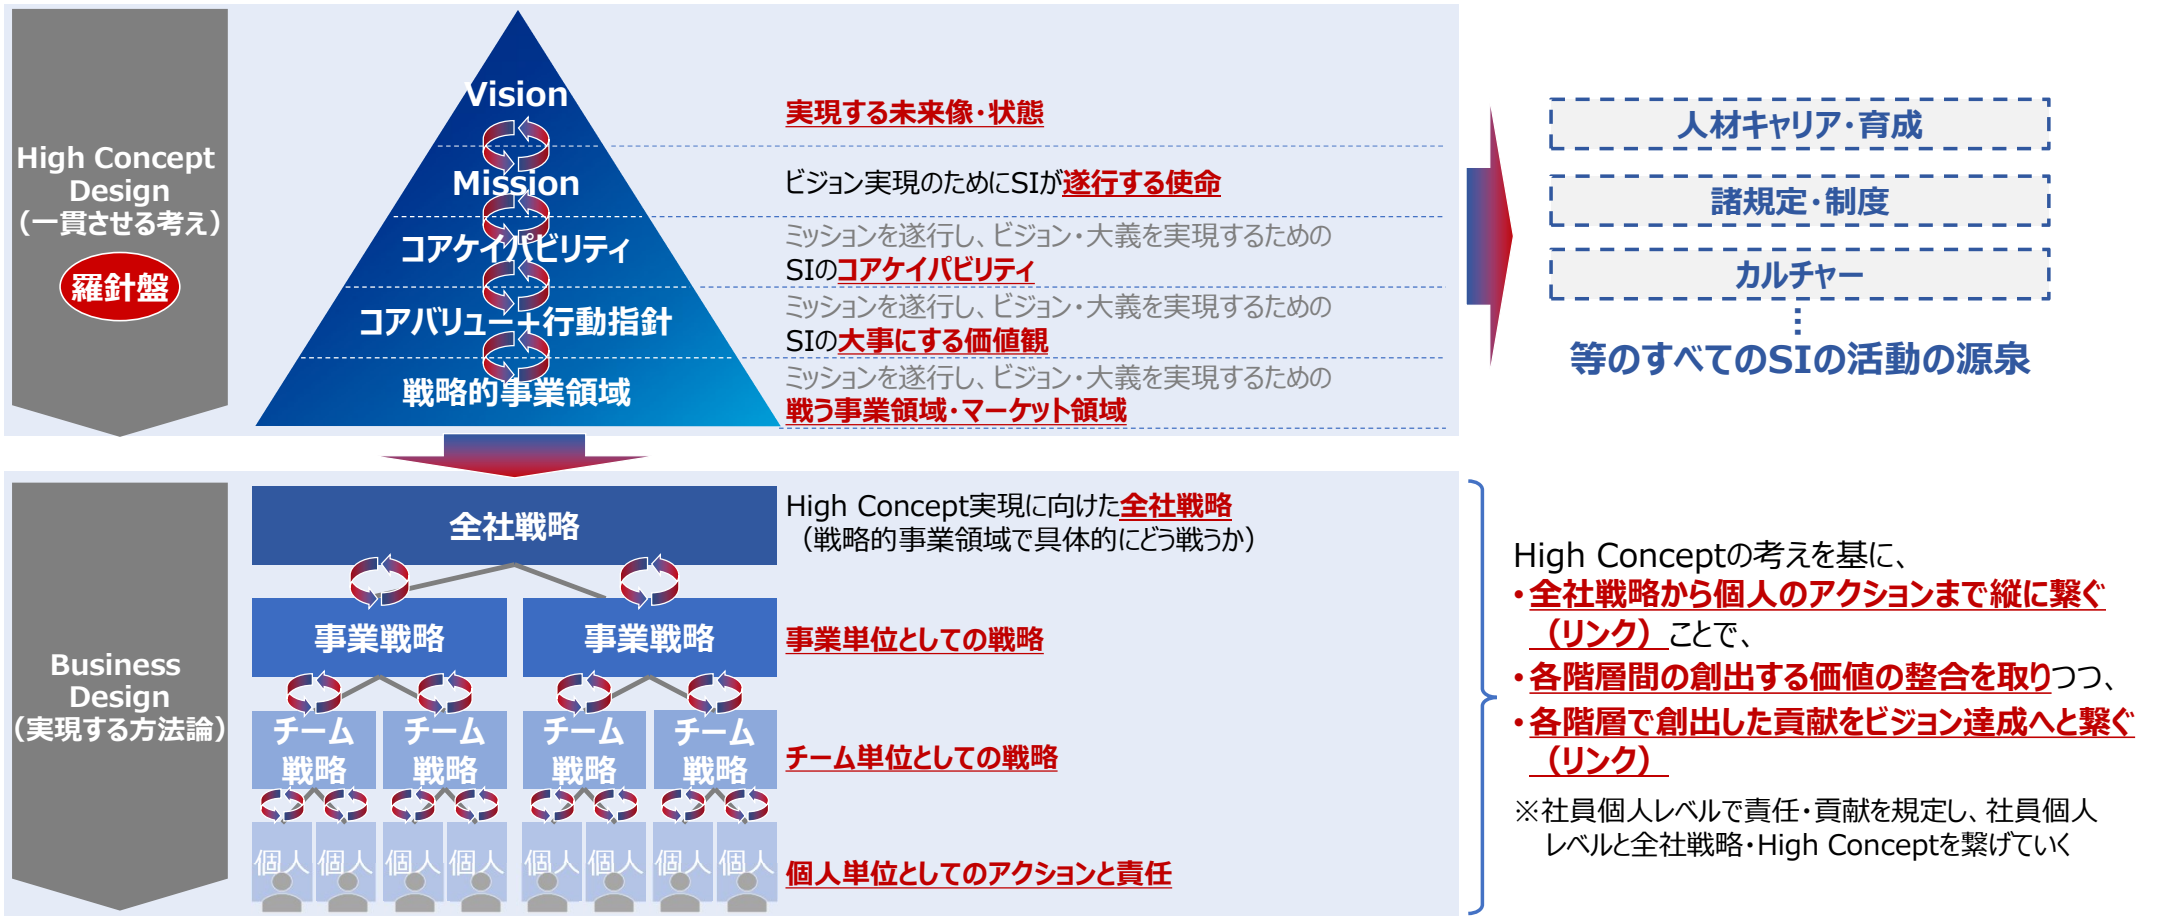 High Concept
Design
（一貫させる考え）
羅針盤
Vision
Mission
コアケイパビリティ
コアバリュー＋行動指針
戦略的事業領域
実現する未来像・状態
ビジョン実現のためにSIが遂行する使命
ミッションを遂行し、ビジョン・大義を実現するための
SIのコアケイパビリティ
ミッションを遂行し、ビジョン・大義を実現するための
SIの大事にする価値観
ミッションを遂行し、ビジョン・大義を実現するための
戦う事業領域・マーケット領域
人材キャリア・育成
諸規定・制度
カルチャー
等のすべてのSIの活動の源泉
Business
Design
（実現する方法論）
全社戦略
事業戦略
事業戦略
チーム
戦略
チーム
戦略
チーム
戦略
チーム
戦略
個人
個人
個人
個人
個人
個人
個人
個人
High Concept実現に向けた全社戦略
（戦略的事業領域で具体的にどう戦うか）
事業単位としての戦略
チーム単位としての戦略
個人単位としてのアクションと責任
High Conceptの考えを基に、
・全社戦略から個人のアクションまで縦に繋ぐ
（リンク）ことで、
・各階層間の創出する価値の整合を取りつつ、
・各階層で創出した貢献をビジョン達成へと繋ぐ
（リンク）
※社員個人レベルで責任・貢献を規定し、社員個人
レベルと全社戦略・High Conceptを繋げていく